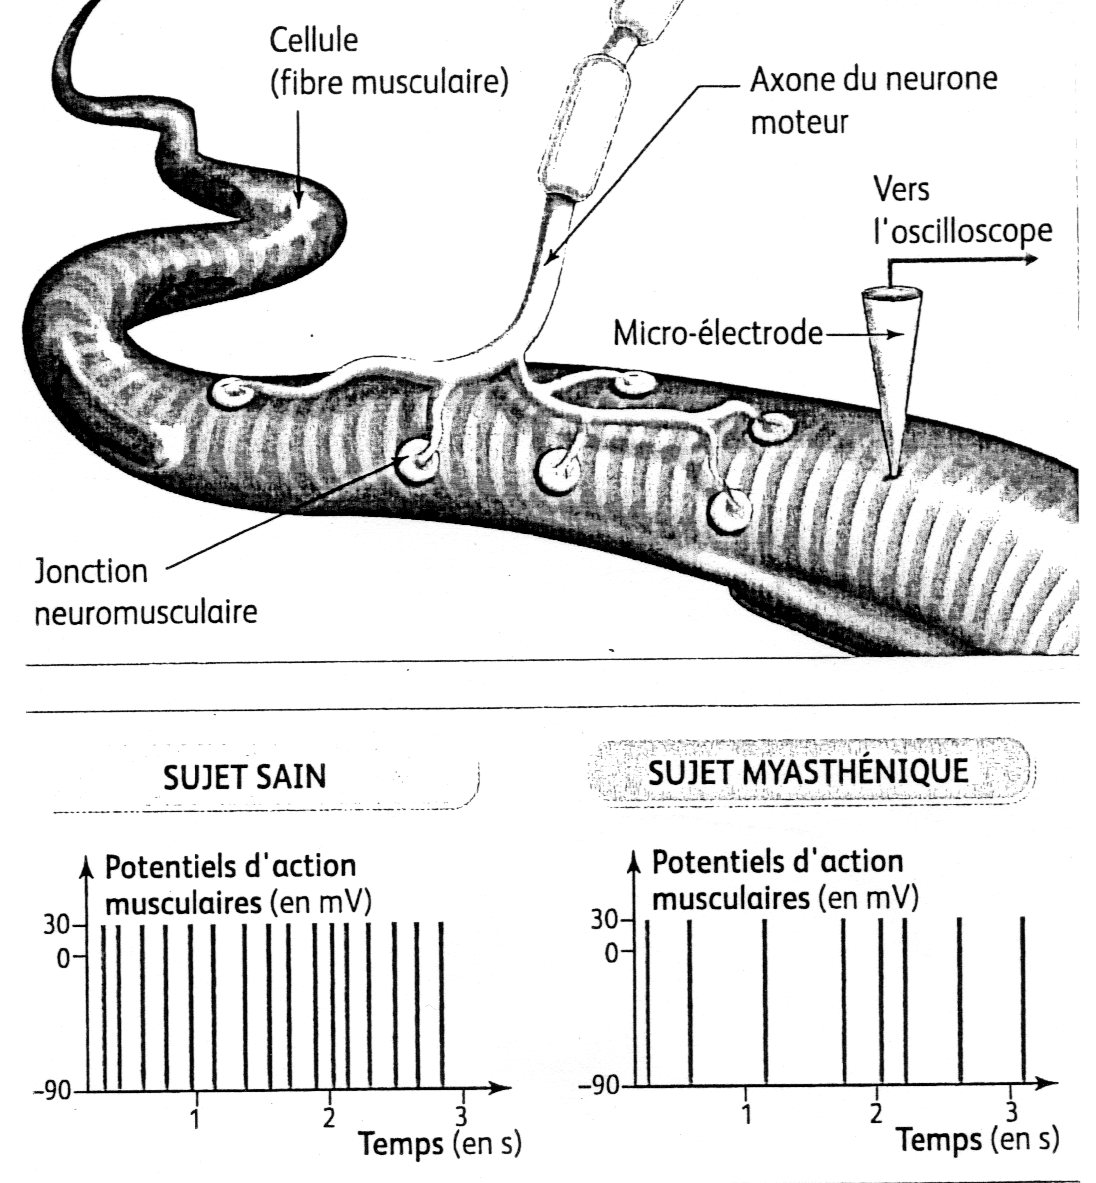 Cellule
(fibre musculaire)
Axone du neurone
moteur
Vers
l'oscilloscope
Micro-électrode
Jonction
neuromusculaire
SUJET SAIN
Potentiels d'action
musculaires (en mV)
30
0
–90
1
2
3
Temps (en s)
SUJET MYASTHÉNIQUE
Potentiels d'action
musculaires (en mV)
30
0
–90
1
2
3
Temps (en s)